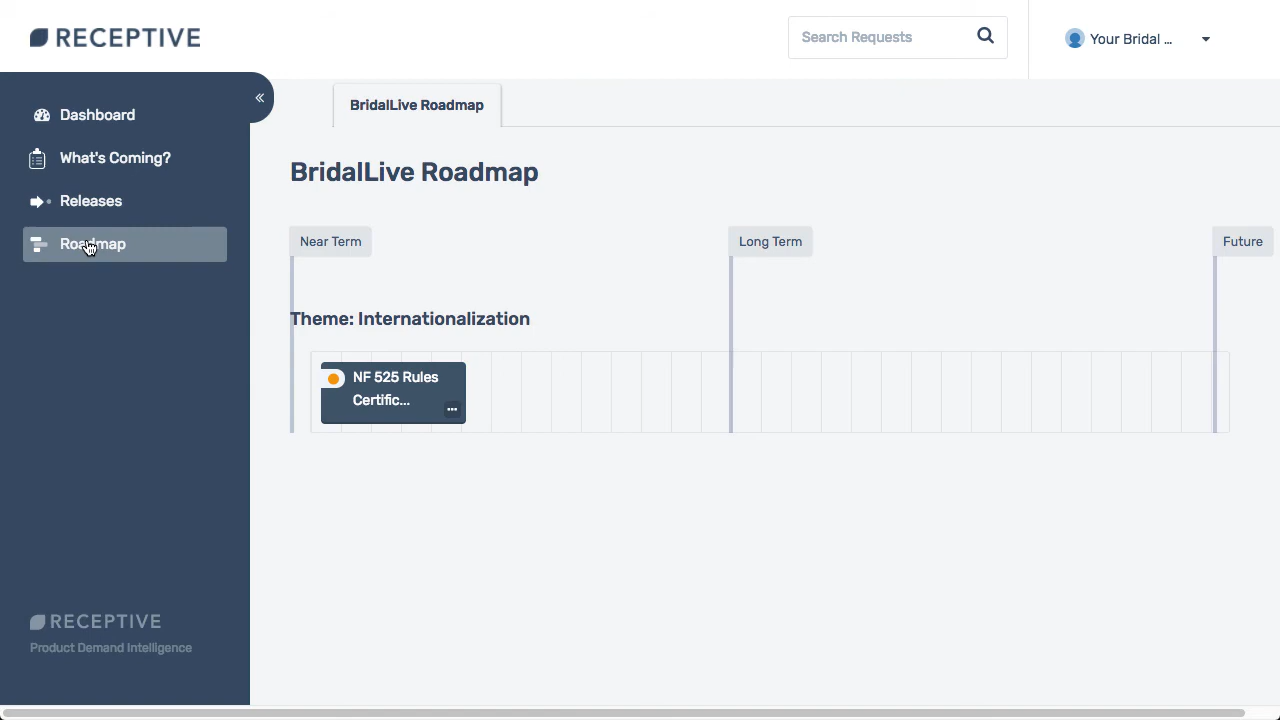 RECEPTIVE
Search Requests
Your Bridal ...
Dashboard
What's Coming?
Releases
Roadmap
BridalLive Roadmap
BridalLive Roadmap
Near Term
Long Term
Future
Theme: Internationalization
NF 525 Rules
Certific...
RECEPTIVE
Product Demand Intelligence